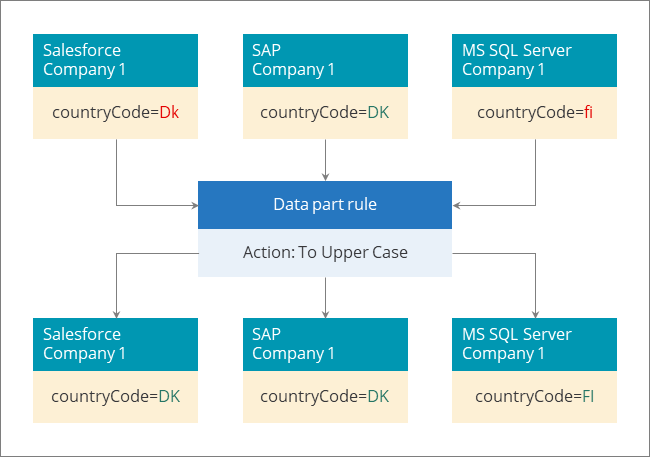 Salesforce
Company 1
SAP
Company 1
MS SQL Server
Company 1
countryCode=Dk
countryCode=DK
countryCode=fi
Data part rule
Action: To Upper Case
Salesforce
Company 1
SAP
Company 1
MS SQL Server
Company 1
countryCode=DK
countryCode=DK
countryCode=FI